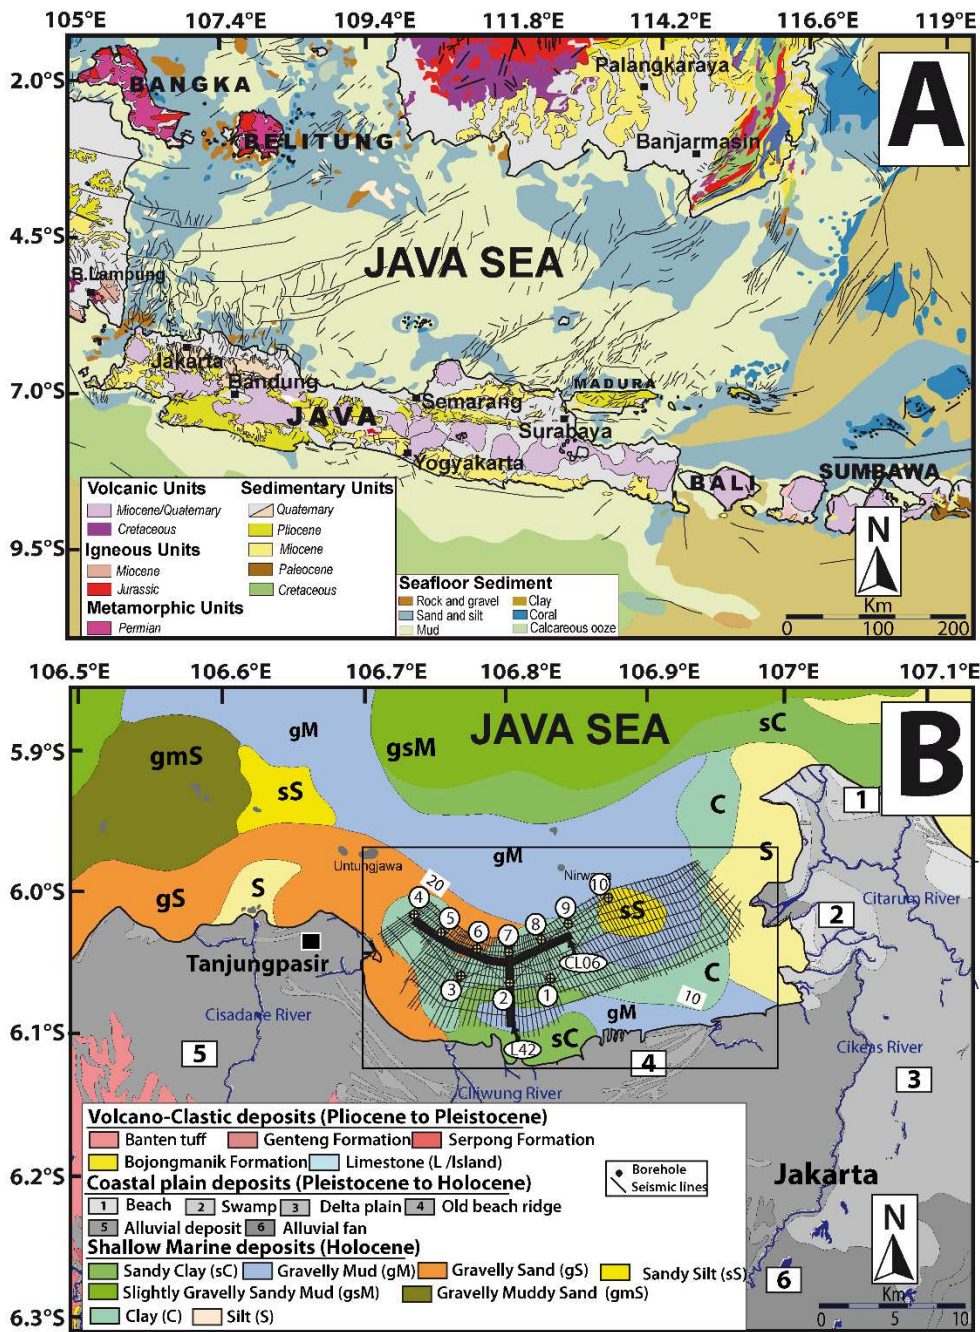 105°E 107.4°E 109.4°E 111.8°E 114.2°E 116.6°E 119°E
A
2.0°S
4.5°S
7.0°S
9.5°S
BANGKA
BELITUNG
Palangkaraya
Banjarmasin
JAVA SEA
B.Lampung
Jakarta
Bandung
JAVA
Semarang
MADURA
Surabaya
Yogyakarta
BALI
SUMBAWA
Volcanic Units
Miocene/Quaternary
Cretaceous
Igneous Units
Miocene
Jurassic
Metamorphic Units
Permian
Sedimentary Units
Quaternary
Pliocene
Miocene
Paleocene
Cretaceous
Seafloor Sediment
Rock and gravel
Sand and silt
Mud
Clay
Coral
Calcareous ooze
N
Km
0 100 200
106.5°E 106.6°E 106.7°E 106.8°E 106.9°E 107°E 107.1°E
B
5.9°S
6.0°S
6.1°S
6.2°S
6.3°S
JAVA SEA
gM
gmS
gsM
sC
sS
C
S
1
Untungjawa
gM
Nirwana
S
gS
20
4
5
6
7
8
9
10
sS
Citarum River
2
Tanjungpasir
CL06
C
3
2
1
10
gM
Cisadane River
sC
L42
4
5
Ciliwung River
Cikeas River
3
Jakarta
6
Volcano-Clastic deposits (Pliocene to Pleistocene)
Banten tuff Genteng Formation Serpong Formation
Bojongmanik Formation Limestone (L /Island)
Coastal plain deposits (Pleistocene to Holocene)
1 Beach 2 Swamp 3 Delta plain 4 Old beach ridge
5 Alluvial deposit 6 Alluvial fan
Shallow Marine deposits (Holocene)
Sandy Clay (sC) Gravelly Mud (gM) Gravelly Sand (gS) Sandy Silt (sS)
Slightly Gravelly Sandy Mud (gsM) Gravelly Muddy Sand (gmS)
Clay (C) Silt (S)
Borehole
Seismic lines
N
Km
0 5 10